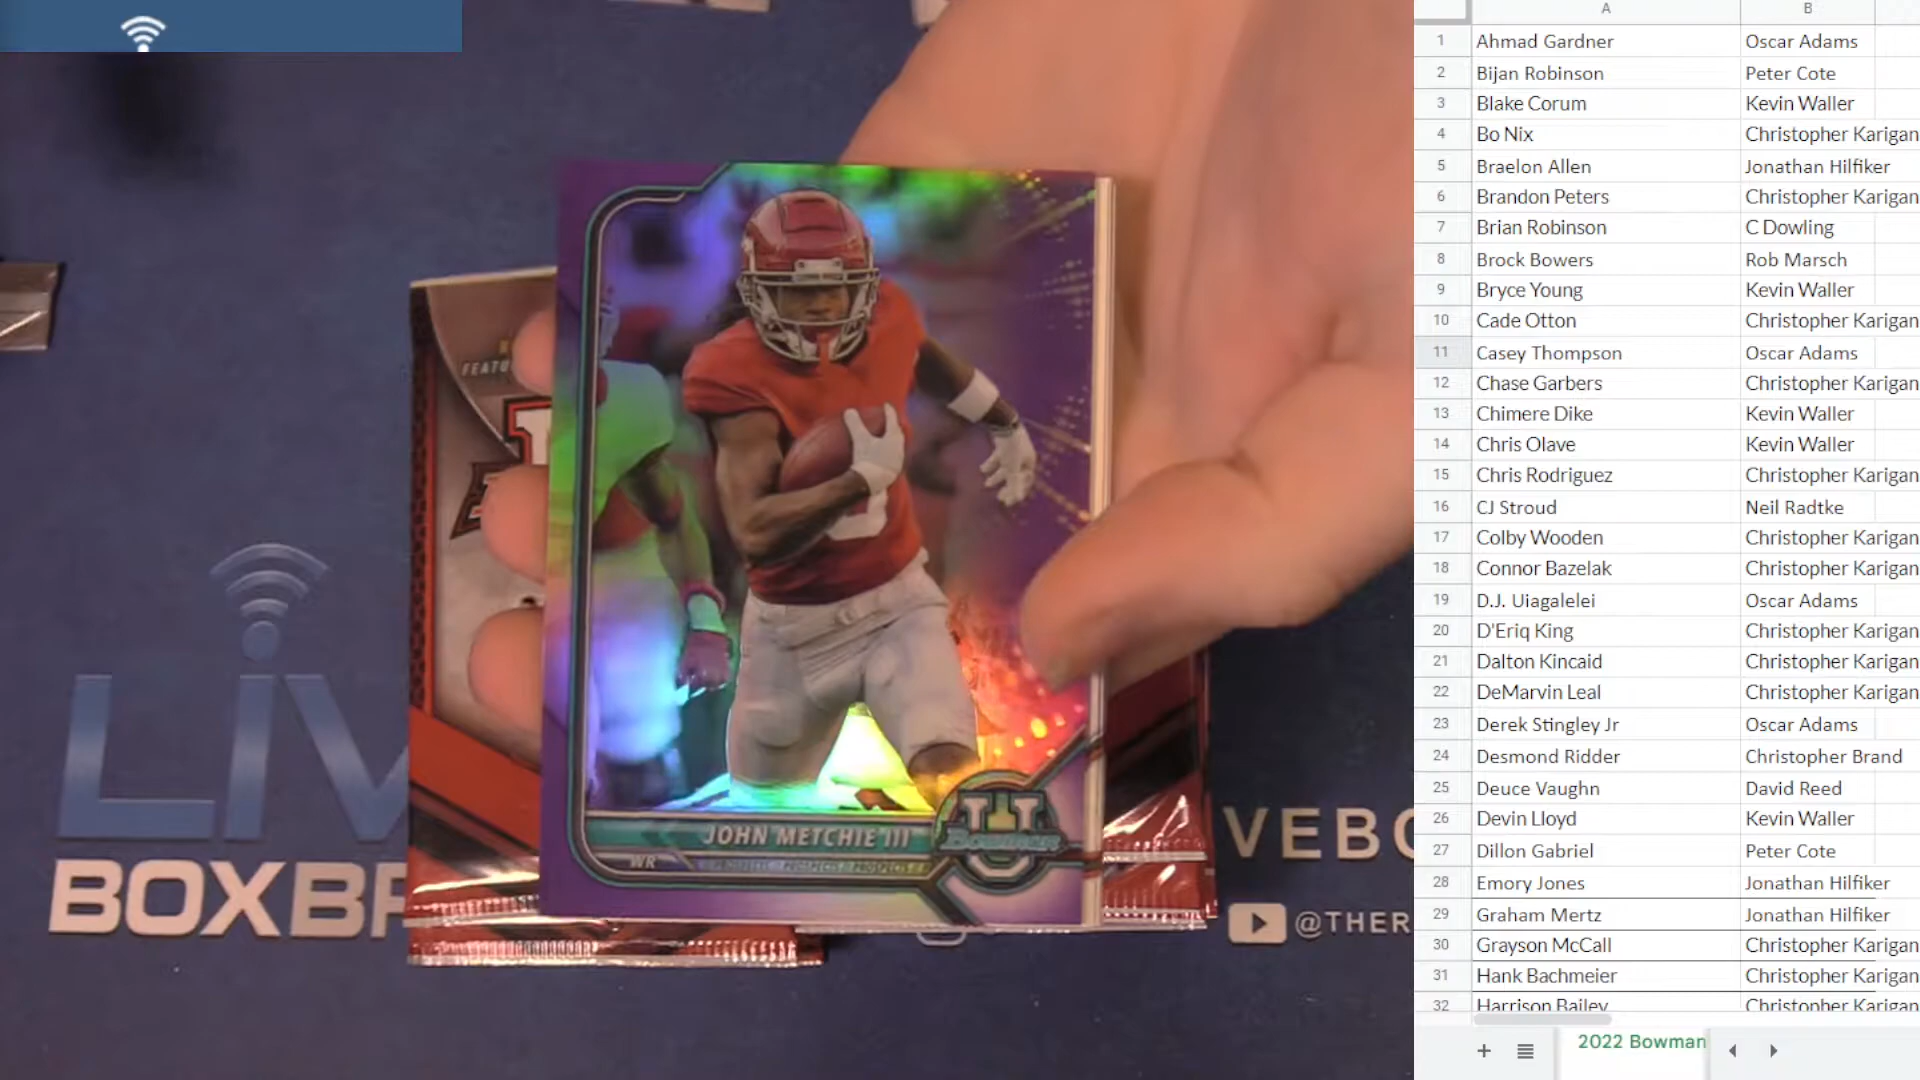 FEATU
JOHN METCHIE III
WR
PROSPECTS // PROSPECTS // PROSPECTS //
U
BOWMAN
LIV
BOXBR
VEBO
@THER
A B
1 Ahmad Gardner Oscar Adams
2 Bijan Robinson Peter Cote
3 Blake Corum Kevin Waller
4 Bo Nix Christopher Karigan
5 Braelon Allen Jonathan Hilfiker
6 Brandon Peters Christopher Karigan
7 Brian Robinson C Dowling
8 Brock Bowers Rob Marsch
9 Bryce Young Kevin Waller
10 Cade Otton Christopher Karigan
11 Casey Thompson Oscar Adams
12 Chase Garbers Christopher Karigan
13 Chimere Dike Kevin Waller
14 Chris Olave Kevin Waller
15 Chris Rodriguez Christopher Karigan
16 CJ Stroud Neil Radtke
17 Colby Wooden Christopher Karigan
18 Connor Bazelak Christopher Karigan
19 D.J. Uiagalelei Oscar Adams
20 D'Eriq King Christopher Karigan
21 Dalton Kincaid Christopher Karigan
22 DeMarvin Leal Christopher Karigan
23 Derek Stingley Jr Oscar Adams
24 Desmond Ridder Christopher Brand
25 Deuce Vaughn David Reed
26 Devin Lloyd Kevin Waller
27 Dillon Gabriel Peter Cote
28 Emory Jones Jonathan Hilfiker
29 Graham Mertz Jonathan Hilfiker
30 Grayson McCall Christopher Karigan
31 Hank Bachmeier Christopher Karigan
32 Harrison Bailey Christopher Karigan
2022 Bowman